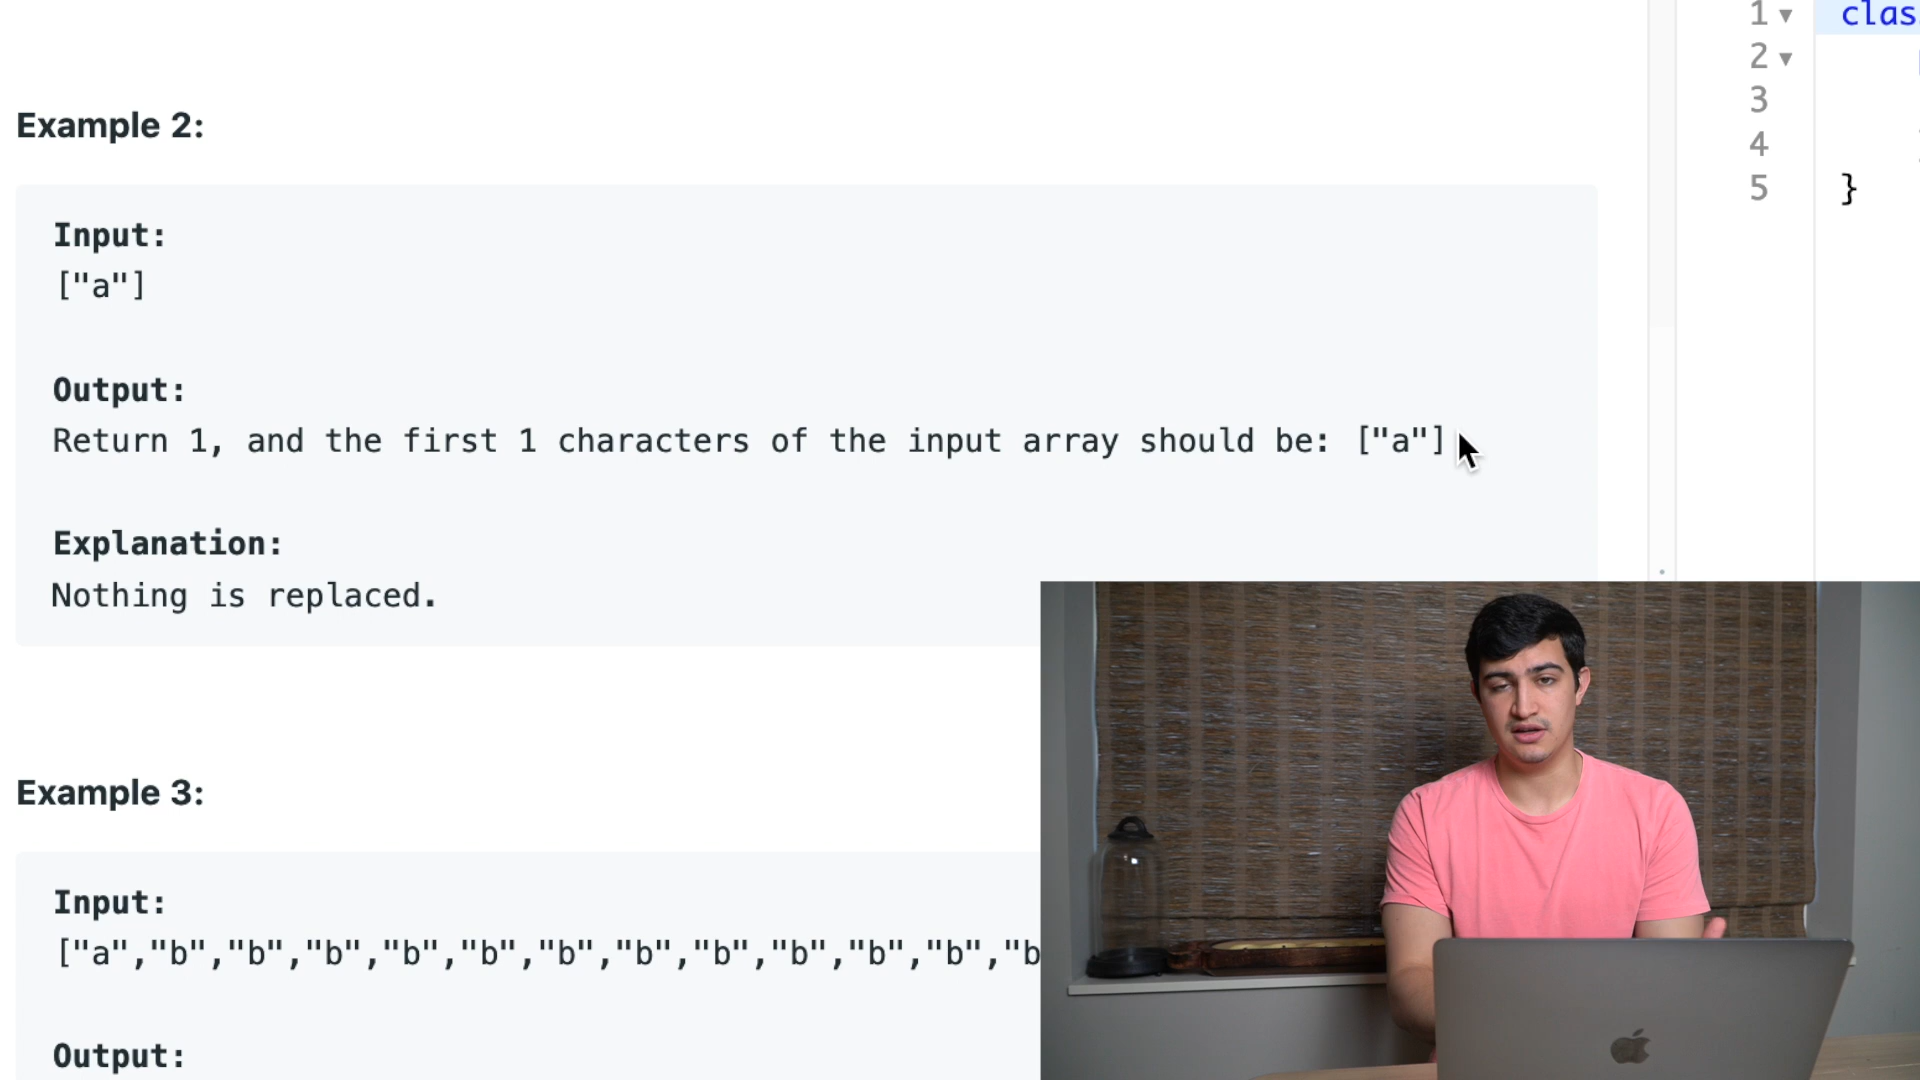 Example 2:
Input:
["a"]
Output:
Return 1, and the first 1 characters of the input array should be: ["a"]
Explanation:
Nothing is replaced.
Example 3:
Input:
["a","b","b","b","b","b","b","b","b","b","b","b","b
Output:
1
2
3
4
5
clas
}